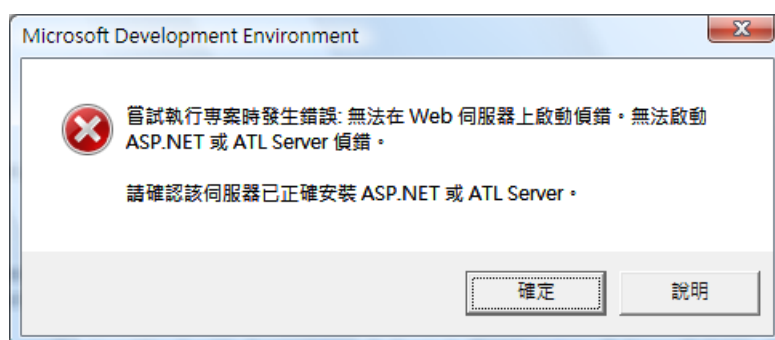 Microsoft Development Environment
嘗試執行專案時發生錯誤: 無法在 Web 伺服器上啟動偵錯。無法啟動
ASP.NET 或 ATL Server 偵錯。
請確認該伺服器已正確安裝 ASP.NET 或 ATL Server。
確定
說明